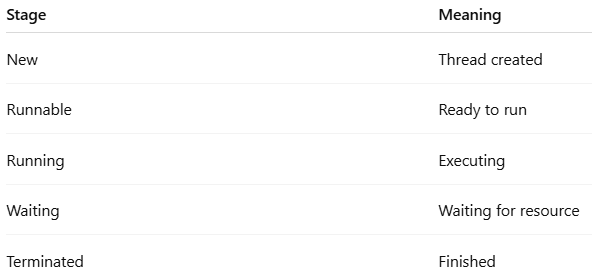 Stage Meaning
New Thread created
Runnable Ready to run
Running Executing
Waiting Waiting for resource
Terminated Finished